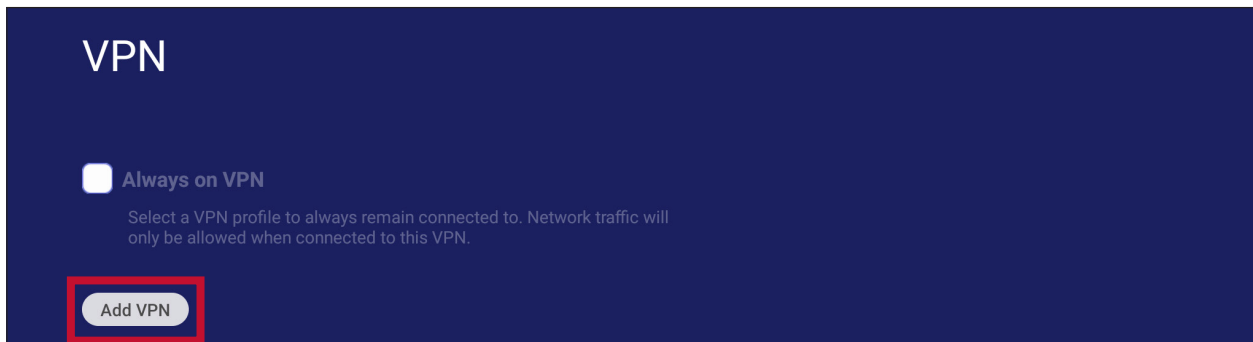 VPN
Always on VPN
Select a VPN profile to always remain connected to. Network traffic will
only be allowed when connected to this VPN.
Add VPN